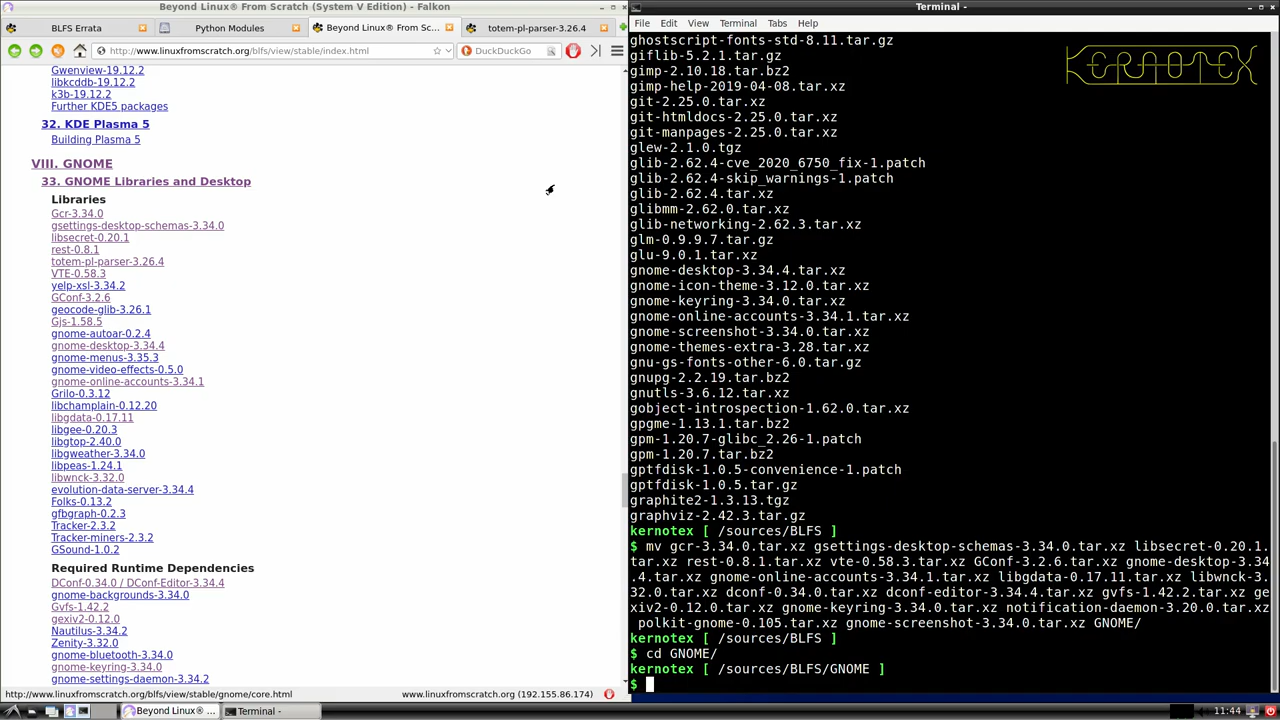 Beyond Linux® From Scratch (System V Edition) - Falkon
BLFS Errata
Python Modules
Beyond Linux® From Sc...
totem-pl-parser-3.26.4
http://www.linuxfromscratch.org/blfs/view/stable/index.html
DuckDuckGo
Gwenview-19.12.2
libkcddb-19.12.2
k3b-19.12.2
Further KDE5 packages
32. KDE Plasma 5
Building Plasma 5
VIII. GNOME
33. GNOME Libraries and Desktop
Libraries
Gcr-3.34.0
gsettings-desktop-schemas-3.34.0
libsecret-0.20.1
rest-0.8.1
totem-pl-parser-3.26.4
VTE-0.58.3
yelp-xsl-3.34.2
GConf-3.2.6
geocode-glib-3.26.1
Gjs-1.58.5
gnome-autoar-0.2.4
gnome-desktop-3.34.4
gnome-menus-3.35.3
gnome-video-effects-0.5.0
gnome-online-accounts-3.34.1
Grilo-0.3.12
libchamplain-0.12.20
libgdata-0.17.11
libgee-0.20.3
libgtop-2.40.0
libgweather-3.34.0
libpeas-1.24.1
libwnck-3.32.0
evolution-data-server-3.34.4
Folks-0.13.2
gfbgraph-0.2.3
Tracker-2.3.2
Tracker-miners-2.3.2
GSound-1.0.2
Required Runtime Dependencies
DConf-0.34.0 / DConf-Editor-3.34.4
gnome-backgrounds-3.34.0
Gvfs-1.42.2
gexiv2-0.12.0
Nautilus-3.34.2
Zenity-3.32.0
gnome-bluetooth-3.34.0
gnome-keyring-3.34.0
gnome-settings-daemon-3.34.2
http://www.linuxfromscratch.org/blfs/view/stable/gnome/core.html
www.linuxfromscratch.org (192.155.86.174)
Terminal -
File Edit View Terminal Tabs Help
KERNOTEX
ghostscript-fonts-std-8.11.tar.gz
giflib-5.2.1.tar.gz
gimp-2.10.18.tar.bz2
gimp-help-2019-04-08.tar.xz
git-2.25.0.tar.xz
git-htmldocs-2.25.0.tar.xz
git-manpages-2.25.0.tar.xz
glew-2.1.0.tgz
glib-2.62.4-cve_2020_6750_fix-1.patch
glib-2.62.4-skip_warnings-1.patch
glib-2.62.4.tar.xz
glibmm-2.62.0.tar.xz
glib-networking-2.62.3.tar.xz
glm-0.9.9.7.tar.gz
glu-9.0.1.tar.xz
gnome-desktop-3.34.4.tar.xz
gnome-icon-theme-3.12.0.tar.xz
gnome-keyring-3.34.0.tar.xz
gnome-online-accounts-3.34.1.tar.xz
gnome-screenshot-3.34.0.tar.xz
gnome-themes-extra-3.28.tar.xz
gnu-gs-fonts-other-6.0.tar.gz
gnupg-2.2.19.tar.bz2
gnutls-3.6.12.tar.xz
gobject-introspection-1.62.0.tar.xz
gpgme-1.13.1.tar.bz2
gpm-1.20.7-glibc_2.26-1.patch
gpm-1.20.7.tar.bz2
gptfdisk-1.0.5-convenience-1.patch
gptfdisk-1.0.5.tar.gz
graphite2-1.3.13.tgz
graphviz-2.42.3.tar.gz
kernotex [ /sources/BLFS ]
$ mv gcr-3.34.0.tar.xz gsettings-desktop-schemas-3.34.0.tar.xz libsecret-0.20.1.
tar.xz rest-0.8.1.tar.xz vte-0.58.3.tar.xz GConf-3.2.6.tar.xz gnome-desktop-3.34
.4.tar.xz gnome-online-accounts-3.34.1.tar.xz libgdata-0.17.11.tar.xz libwnck-3.
32.0.tar.xz dconf-0.34.0.tar.xz dconf-editor-3.34.4.tar.xz gvfs-1.42.2.tar.xz ge
xiv2-0.12.0.tar.xz gnome-keyring-3.34.0.tar.xz notification-daemon-3.20.0.tar.xz
polkit-gnome-0.105.tar.xz gnome-screenshot-3.34.0.tar.xz GNOME/
kernotex [ /sources/BLFS ]
$ cd GNOME/
kernotex [ /sources/BLFS/GNOME ]
$
Beyond Linux® ...
Terminal -
11:44